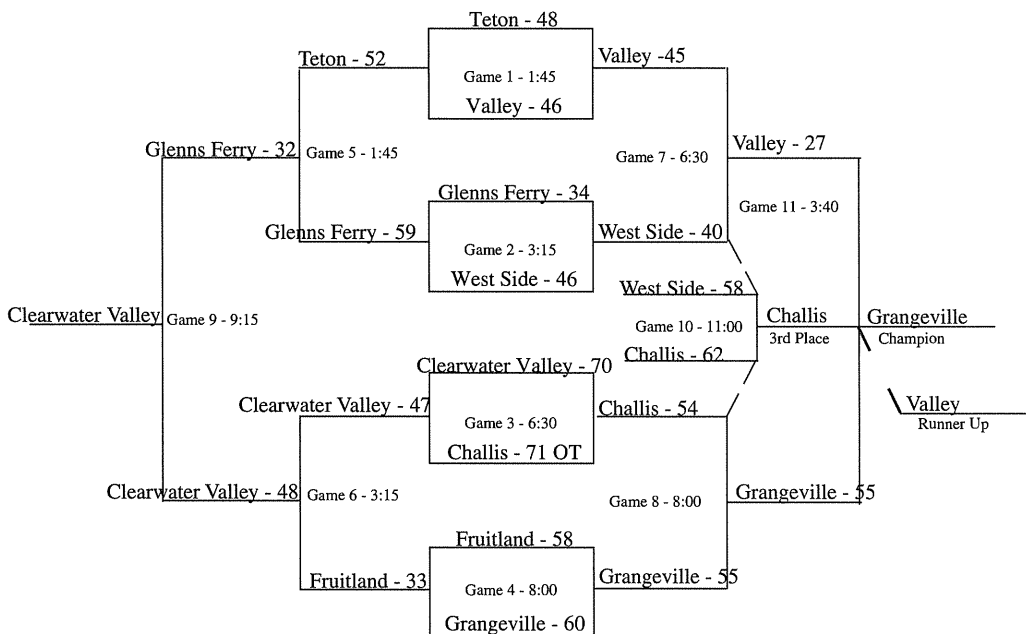 Teton - 48
Teton - 52
Valley -45
Game 1 - 1:45
Valley - 46
Glenns Ferry - 32
Game 5 - 1:45
Game 7 - 6:30
Valley - 27
Glenns Ferry - 34
Game 11 - 3:40
Glenns Ferry - 59
West Side - 40
Game 2 - 3:15
West Side - 46
West Side - 58
Clearwater Valley
Game 9 - 9:15
Game 10 - 11:00
Challis
Grangeville
3rd Place
Champion
Challis - 62
Clearwater Valley - 70
Clearwater Valley - 47
Challis - 54
Valley
Game 3 - 6:30
Runner Up
Challis - 71 OT
Clearwater Valley - 48
Game 6 - 3:15
Game 8 - 8:00
Grangeville - 55
Fruitland - 58
Fruitland - 33
Game 4 - 8:00
Grangeville - 55
Grangeville - 60